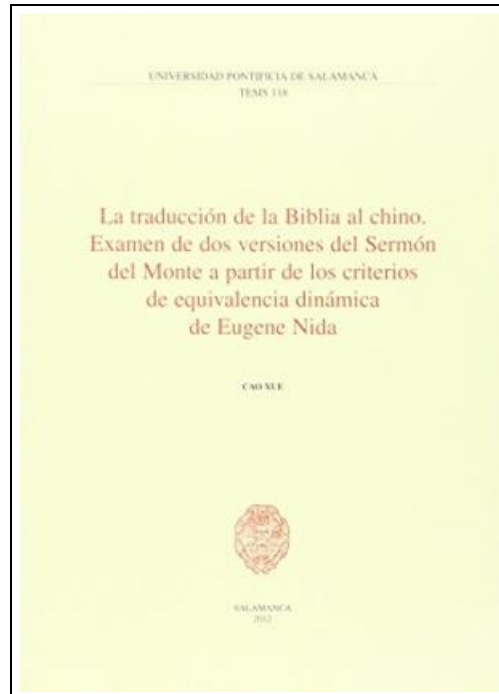 UNIVERSIDAD PONTIFICIA DE SALAMANCA
TESIS 118
La traducción de la Biblia al chino.
Examen de dos versiones del Sermón
del Monte a partir de los criterios
de equivalencia dinámica
de Eugene Nida
CAO XUE
SALAMANCA
2012